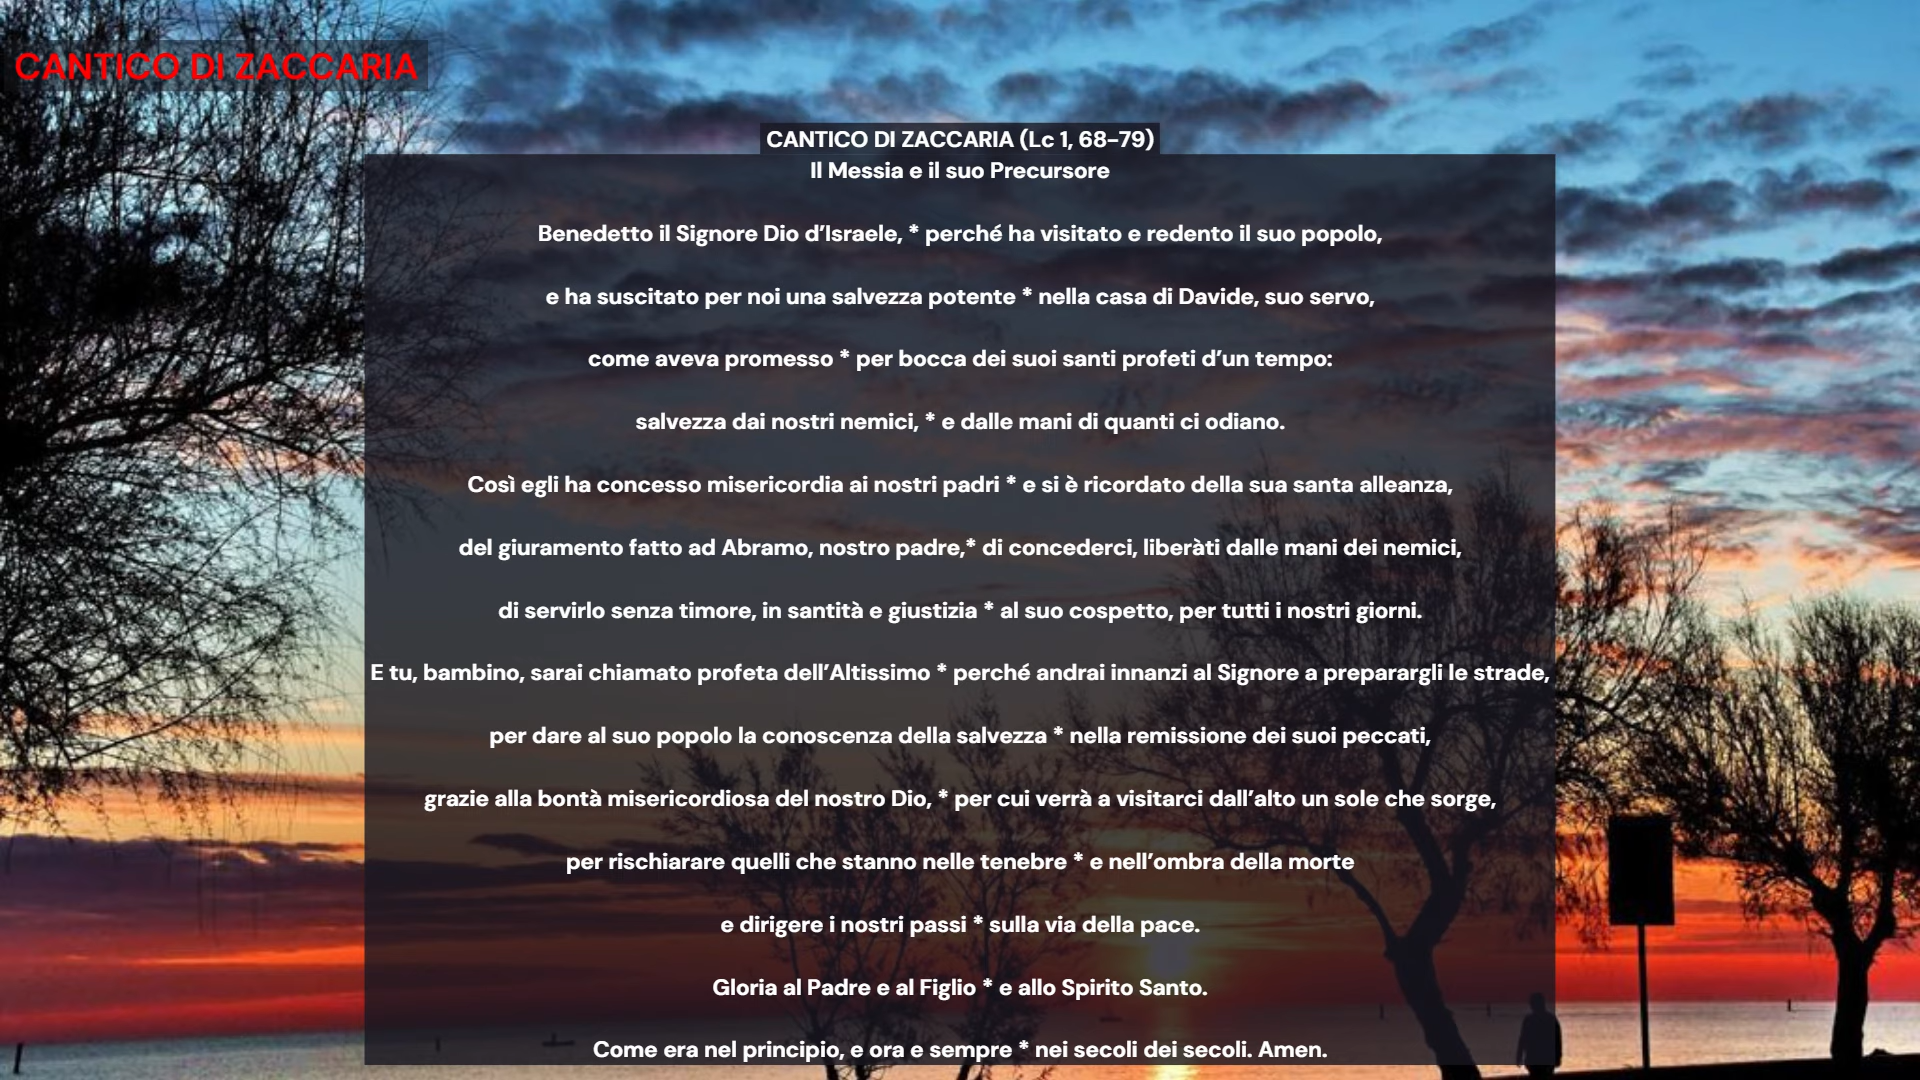 CANTICO DI ZACCARIA
CANTICO DI ZACCARIA (Lc 1, 68-79)
Il Messia e il suo Precursore
Benedetto il Signore Dio d’Israele, * perché ha visitato e redento il suo popolo,
e ha suscitato per noi una salvezza potente * nella casa di Davide, suo servo,
come aveva promesso * per bocca dei suoi santi profeti d’un tempo:
salvezza dai nostri nemici, * e dalle mani di quanti ci odiano.
Così egli ha concesso misericordia ai nostri padri * e si è ricordato della sua santa alleanza,
del giuramento fatto ad Abramo, nostro padre,* di concederci, liberàti dalle mani dei nemici,
di servirlo senza timore, in santità e giustizia * al suo cospetto, per tutti i nostri giorni.
E tu, bambino, sarai chiamato profeta dell’Altissimo * perché andrai innanzi al Signore a preparargli le strade,
per dare al suo popolo la conoscenza della salvezza * nella remissione dei suoi peccati,
grazie alla bontà misericordiosa del nostro Dio, * per cui verrà a visitarci dall’alto un sole che sorge,
per rischiarare quelli che stanno nelle tenebre * e nell’ombra della morte
e dirigere i nostri passi * sulla via della pace.
Gloria al Padre e al Figlio * e allo Spirito Santo.
Come era nel principio, e ora e sempre * nei secoli dei secoli. Amen.